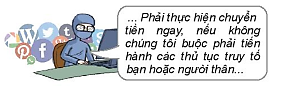 ... Phải thực hiện chuyển
tiền ngay, nếu không
chúng tôi buộc phải tiến
hành các thủ tục truy tố
bạn hoặc người thân...